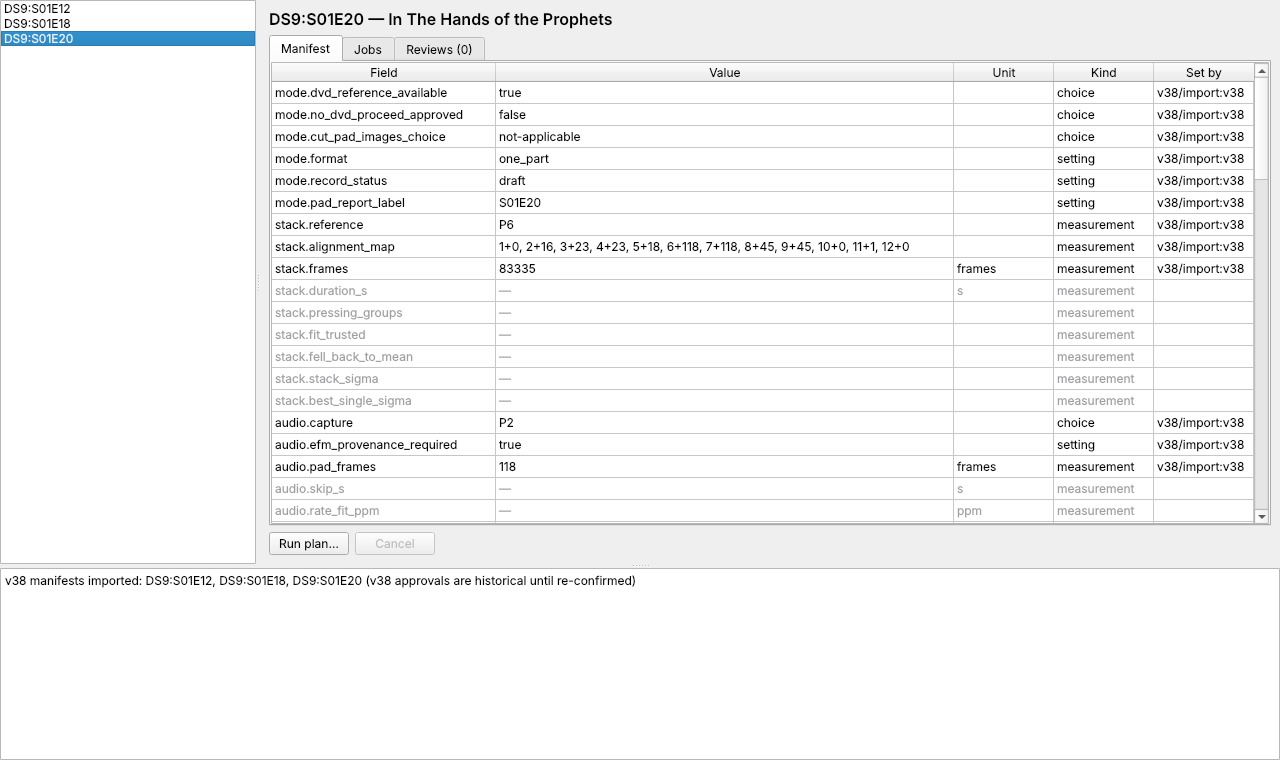 DS9:S01E12
DS9:S01E18
DS9:S01E20
DS9:S01E20 — In The Hands of the Prophets
Manifest Jobs Reviews (0)
Field Value Unit Kind Set by
mode.dvd_reference_available true choice v38/import:v38
mode.no_dvd_proceed_approved false choice v38/import:v38
mode.cut_pad_images_choice not-applicable choice v38/import:v38
mode.format one_part setting v38/import:v38
mode.record_status draft setting v38/import:v38
mode.pad_report_label S01E20 setting v38/import:v38
stack.reference P6 measurement v38/import:v38
stack.alignment_map 1+0, 2+16, 3+23, 4+23, 5+18, 6+118, 7+118, 8+45, 9+45, 10+0, 11+1, 12+0 measurement v38/import:v38
stack.frames 83335 frames measurement v38/import:v38
stack.duration_s — s measurement
stack.pressing_groups — measurement
stack.fit_trusted — measurement
stack.fell_back_to_mean — measurement
stack.stack_sigma — measurement
stack.best_single_sigma — measurement
audio.capture P2 choice v38/import:v38
audio.efm_provenance_required true setting v38/import:v38
audio.pad_frames 118 frames measurement v38/import:v38
audio.skip_s — s measurement
audio.rate_fit_ppm — ppm measurement
Run plan... Cancel
v38 manifests imported: DS9:S01E12, DS9:S01E18, DS9:S01E20 (v38 approvals are historical until re-confirmed)